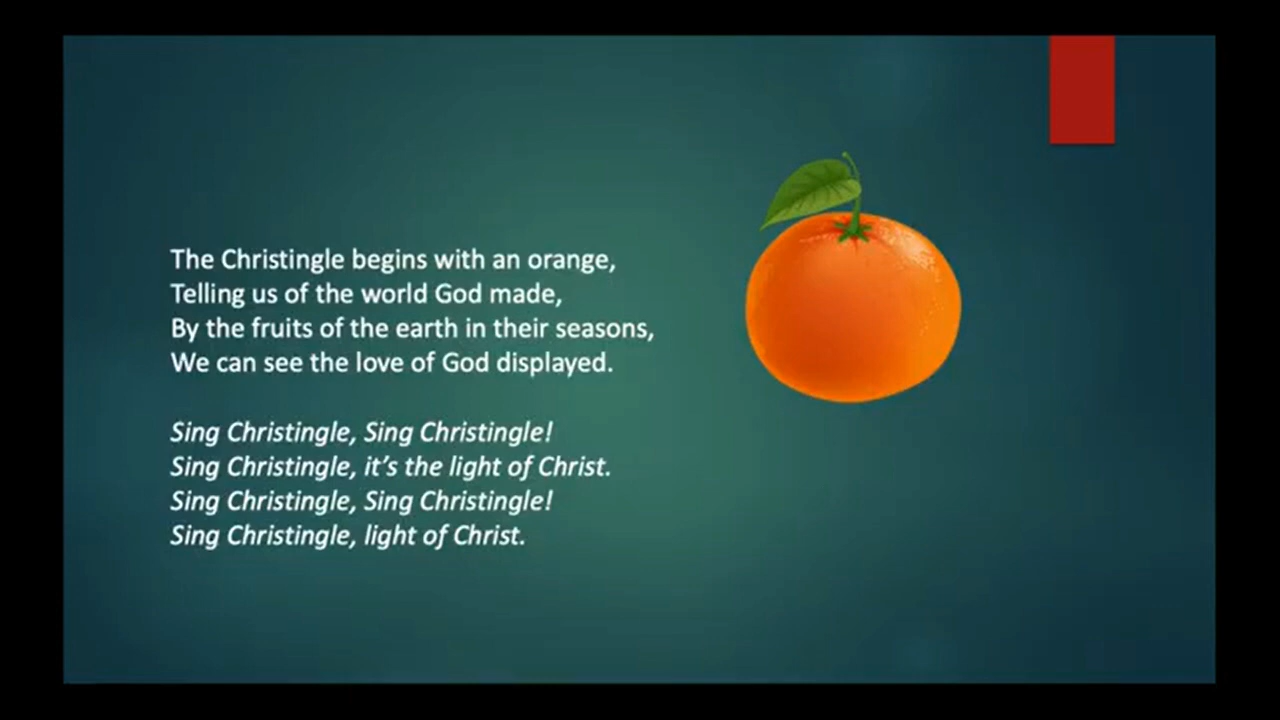 The Christingle begins with an orange,
Telling us of the world God made,
By the fruits of the earth in their seasons,
We can see the love of God displayed.
Sing Christingle, Sing Christingle!
Sing Christingle, it’s the light of Christ.
Sing Christingle, Sing Christingle!
Sing Christingle, light of Christ.